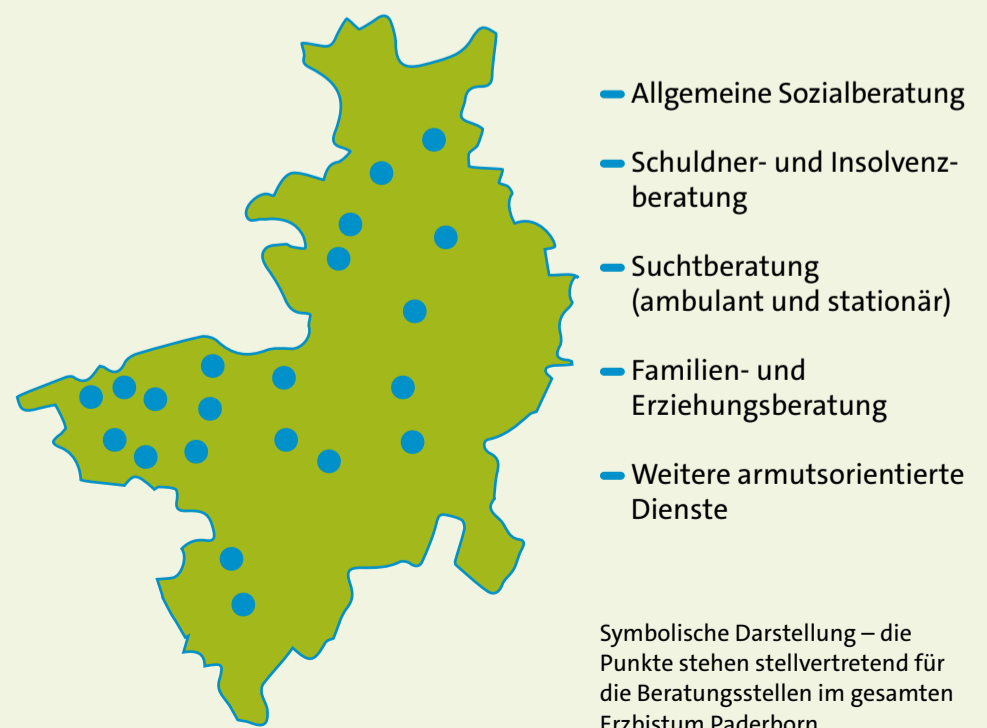 Allgemeine Sozialberatung
Schuldner- und Insolvenz-
beratung
Suchtberatung
(ambulant und stationär)
Familien- und
Erziehungsberatung
Weitere armutsorientierte
Dienste
Symbolische Darstellung – die
Punkte stehen stellvertretend für
die Beratungsstellen im gesamten
Erzbistum Paderborn